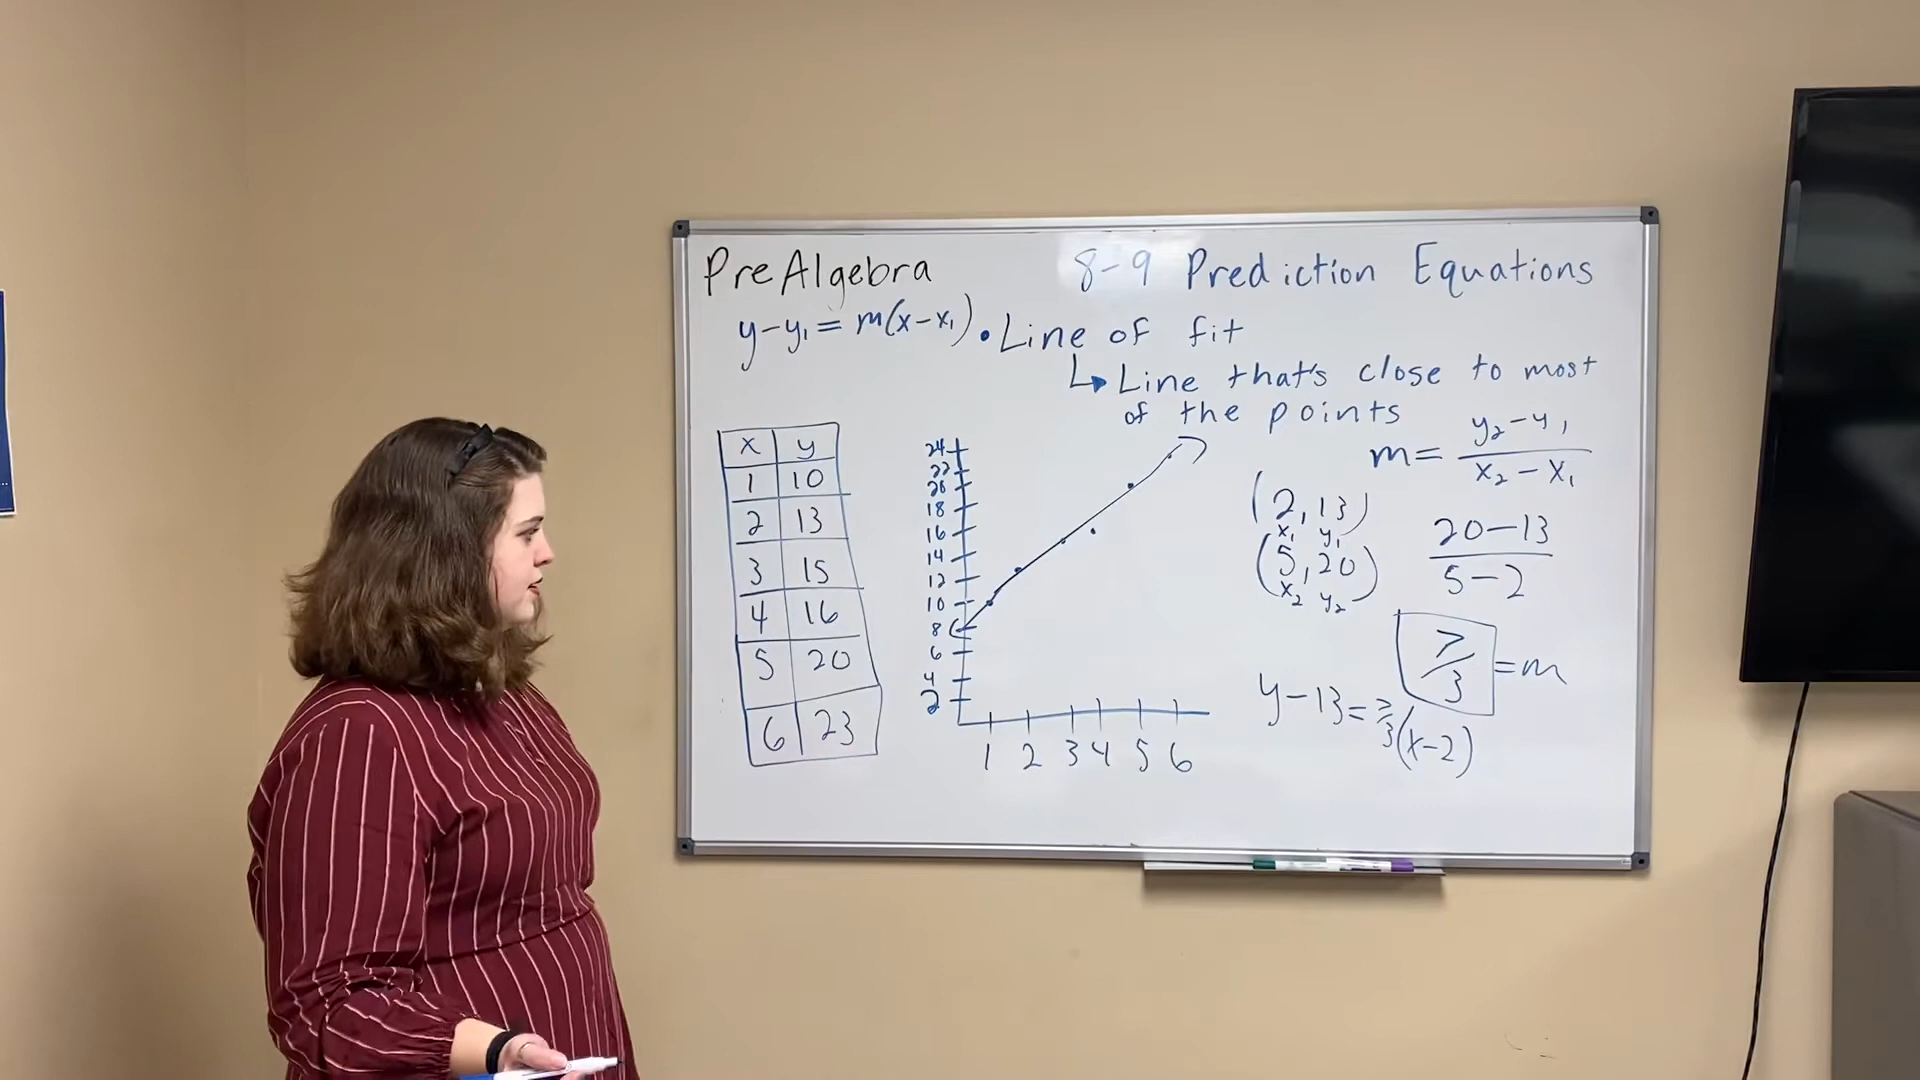 PreAlgebra 8-9 Prediction Equations
y-y₁ = m(x-x₁) • Line of fit
Line that's close to most
of the points
x y
1 10
2 13
3 15
4 16
5 20
6 23
24
22
20
18
16
14
12
10
8
6
4
2
1 2 3 4 5 6
m = y₂-y₁
x₂-x₁
(2,13)
x₁ y₁
(5,20)
x₂ y₂
20-13
5-2
7/3 = m
y-13 = 7/3(x-2)